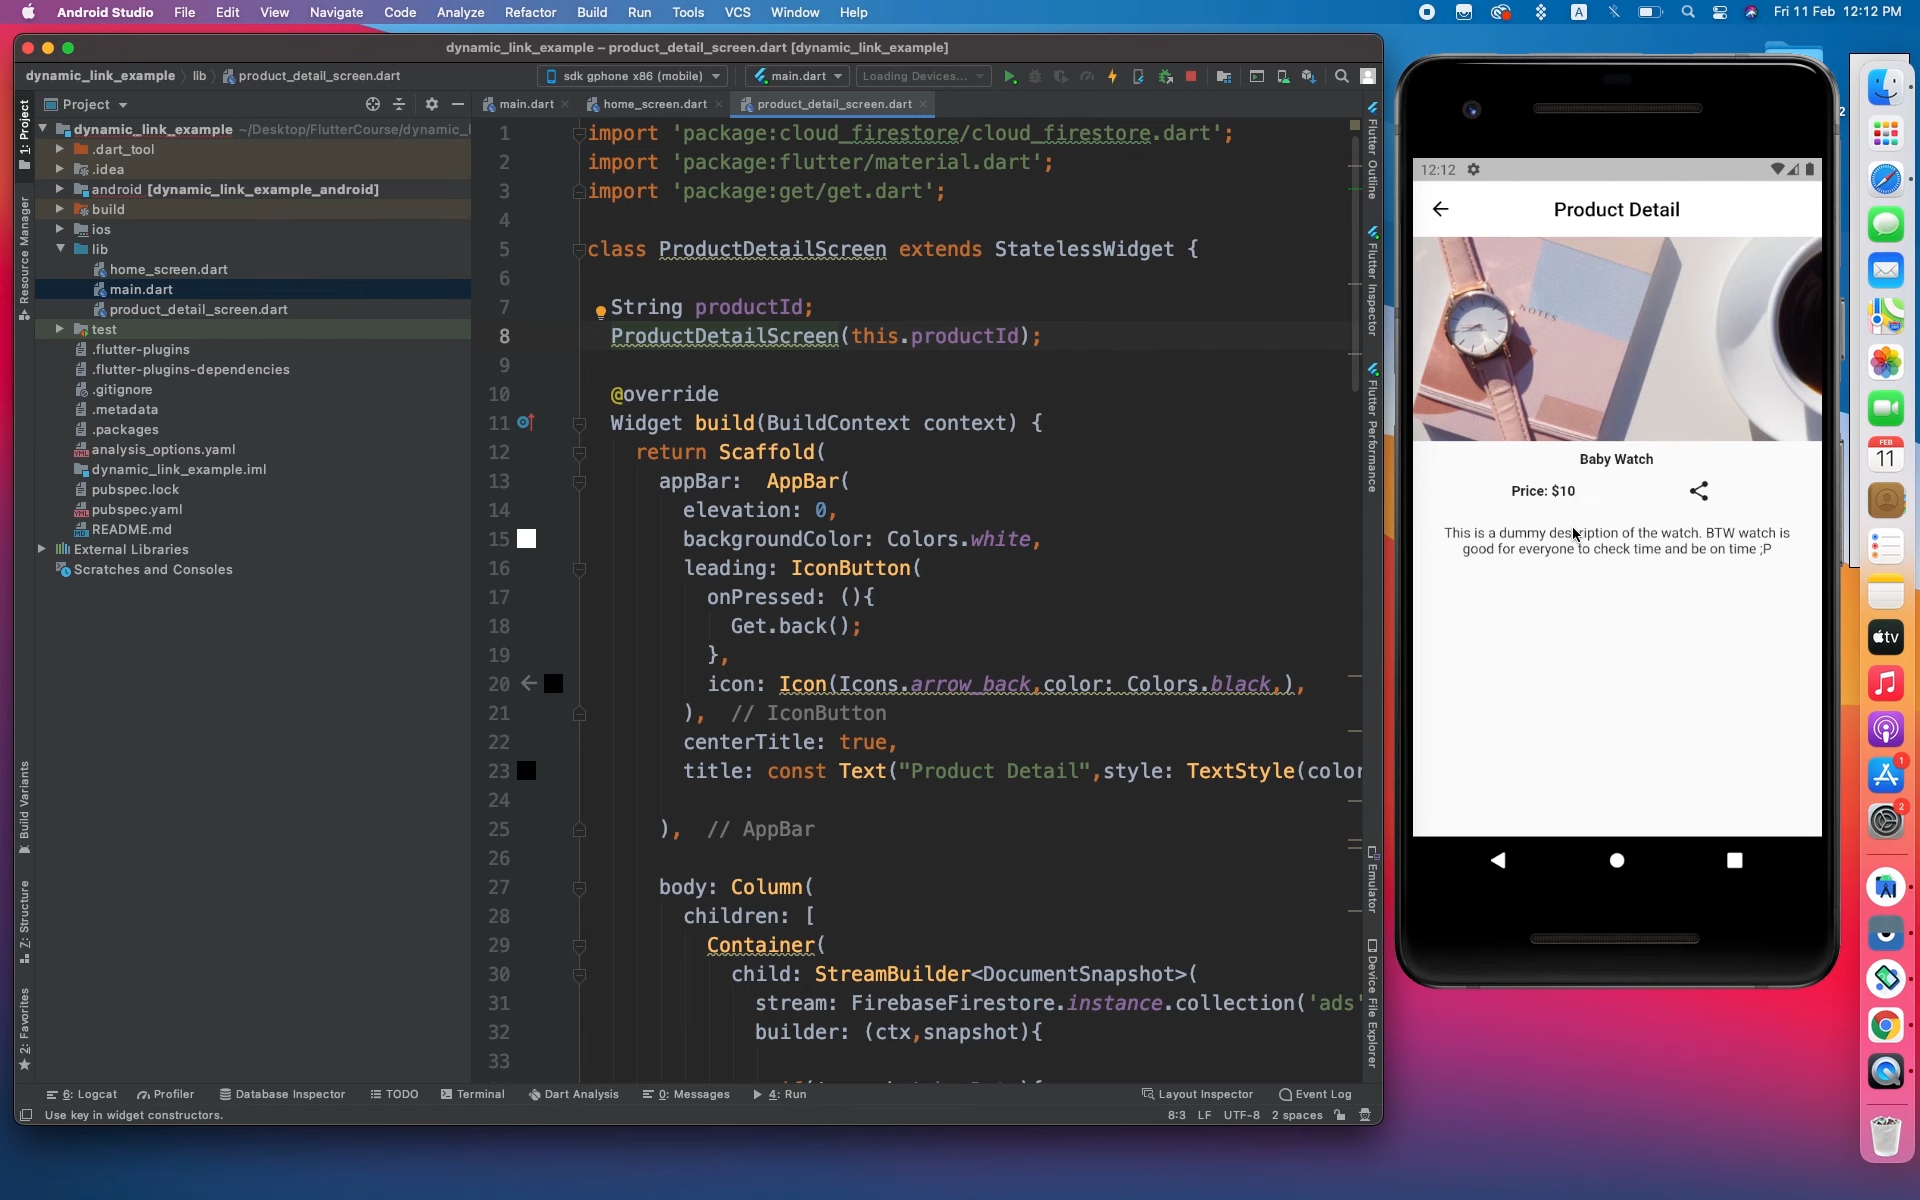 Android Studio File Edit View Navigate Code Analyze Refactor Build Run Tools VCS Window Help
A Fri 11 Feb 12:12 PM
dynamic_link_example – product_detail_screen.dart [dynamic_link_example]
dynamic_link_example lib product_detail_screen.dart
sdk gphone x86 (mobile) main.dart Loading Devices...
Project
main.dart home_screen.dart product_detail_screen.dart
dynamic_link_example ~/Desktop/FlutterCourse/dynamic_l
.dart_tool
.idea
android [dynamic_link_example_android]
build
ios
lib
home_screen.dart
main.dart
product_detail_screen.dart
test
.flutter-plugins
.flutter-plugins-dependencies
.gitignore
.metadata
.packages
analysis_options.yaml
dynamic_link_example.iml
pubspec.lock
pubspec.yaml
README.md
External Libraries
Scratches and Consoles
1: Project
Resource Manager
Build Variants
Z: Structure
2: Favorites
1 import 'package:cloud_firestore/cloud_firestore.dart';
2 import 'package:flutter/material.dart';
3 import 'package:get/get.dart';
4
5 class ProductDetailScreen extends StatelessWidget {
6
7 String productId;
8 ProductDetailScreen(this.productId);
9
10 @override
11 Widget build(BuildContext context) {
12 return Scaffold(
13 appBar:  AppBar(
14 elevation: 0,
15 backgroundColor: Colors.white,
16 leading: IconButton(
17 onPressed: (){
18 Get.back();
19 },
20 icon: Icon(Icons.arrow_back,color: Colors.black,),
21 ),  // IconButton
22 centerTitle: true,
23 title: const Text("Product Detail",style: TextStyle(color
24
25 ),  // AppBar
26
27 body: Column(
28 children: [
29 Container(
30 child: StreamBuilder<DocumentSnapshot>(
31 stream: FirebaseFirestore.instance.collection('ads'
32 builder: (ctx,snapshot){
33
Flutter Outline
Flutter Inspector
Flutter Performance
Emulator
Device File Explorer
6: Logcat Profiler Database Inspector TODO Terminal Dart Analysis 0: Messages 4: Run Layout Inspector Event Log
Use key in widget constructors. 8:3 LF UTF-8 2 spaces
12:12
Product Detail
NOTES
Baby Watch
Price: $10
This is a dummy description of the watch. BTW watch is
good for everyone to check time and be on time ;P
2
FEB
11
tv
1
2